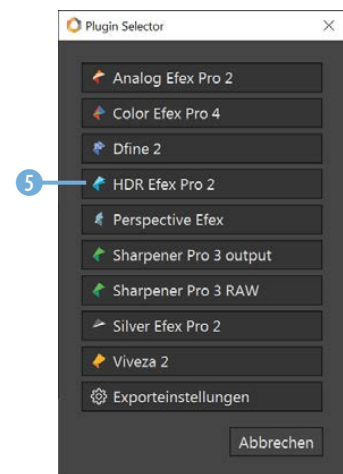 Plugin Selector
Analog Efex Pro 2
Color Efex Pro 4
Dfine 2
5 HDR Efex Pro 2
Perspective Efex
Sharpener Pro 3 output
Sharpener Pro 3 RAW
Silver Efex Pro 2
Viveza 2
Exporteinstellungen
Abbrechen